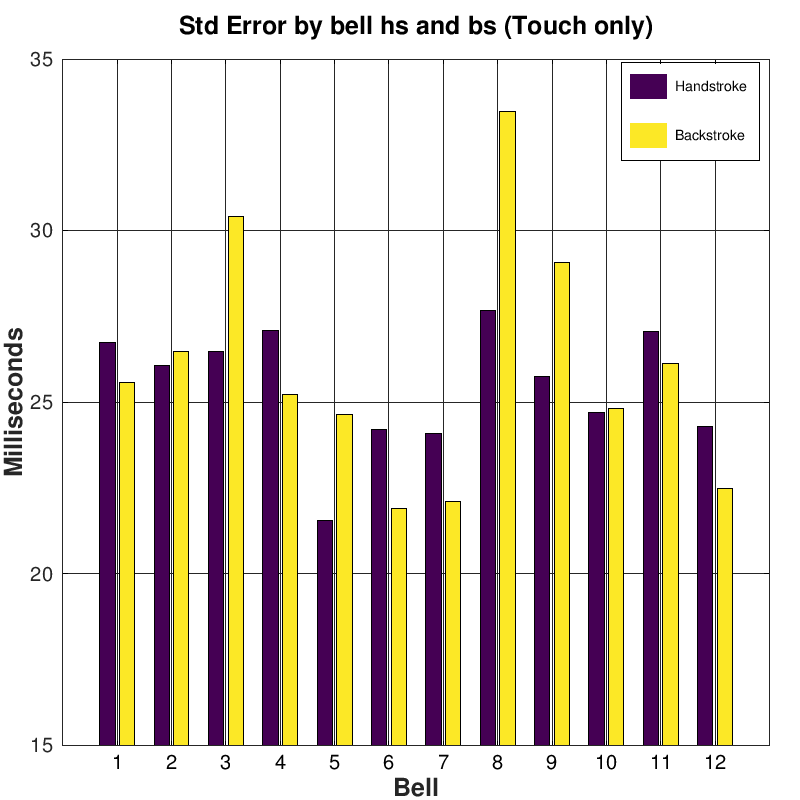 Std Error by bell hs and bs (Touch only)
35
30
25
20
15
Milliseconds
Handstroke
Backstroke
1 2 3 4 5 6 7 8 9 10 11 12
Bell